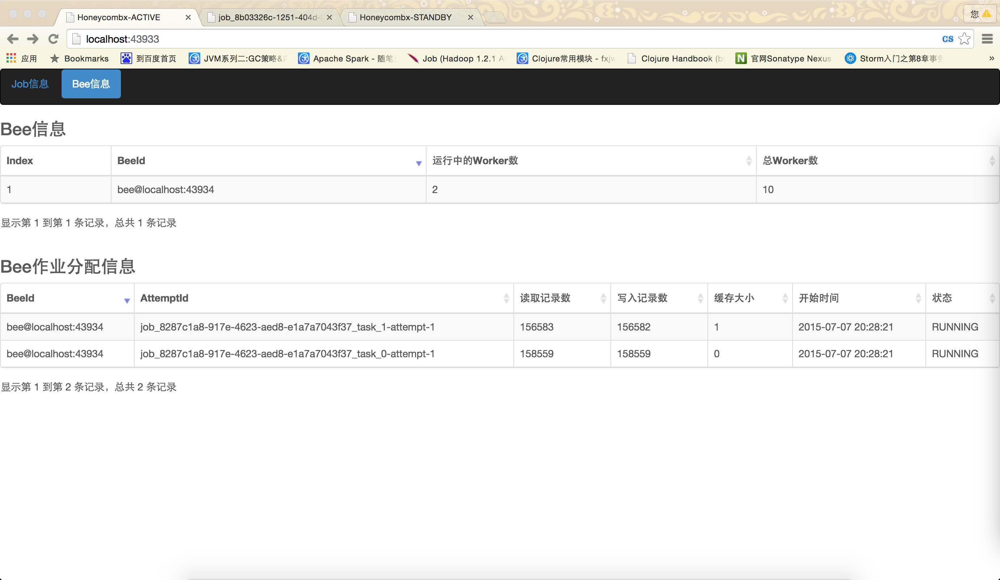 Honeycombx-ACTIVE job_8b03326c-1251-404d- Honeycombx-STANDBY 您
localhost:43933 CS
应用 Bookmarks 到百度首页 JVM系列二:GC策略& Apache Spark - 随笔 Job (Hadoop 1.2.1 A Clojure常用模块 - fxjw Clojure Handbook (by 官网Sonatype Nexus Storm入门之第8章事务 »
Job信息 Bee信息
Bee信息
Index BeeId 运行中的Worker数 总Worker数
1 bee@localhost:43934 2 10
显示第 1 到第 1 条记录，总共 1 条记录
Bee作业分配信息
BeeId AttemptId 读取记录数 写入记录数 缓存大小 开始时间 状态
bee@localhost:43934 job_8287c1a8-917e-4623-aed8-e1a7a7043f37_task_1-attempt-1 156583 156582 1 2015-07-07 20:28:21 RUNNING
bee@localhost:43934 job_8287c1a8-917e-4623-aed8-e1a7a7043f37_task_0-attempt-1 158559 158559 0 2015-07-07 20:28:21 RUNNING
显示第 1 到第 2 条记录，总共 2 条记录